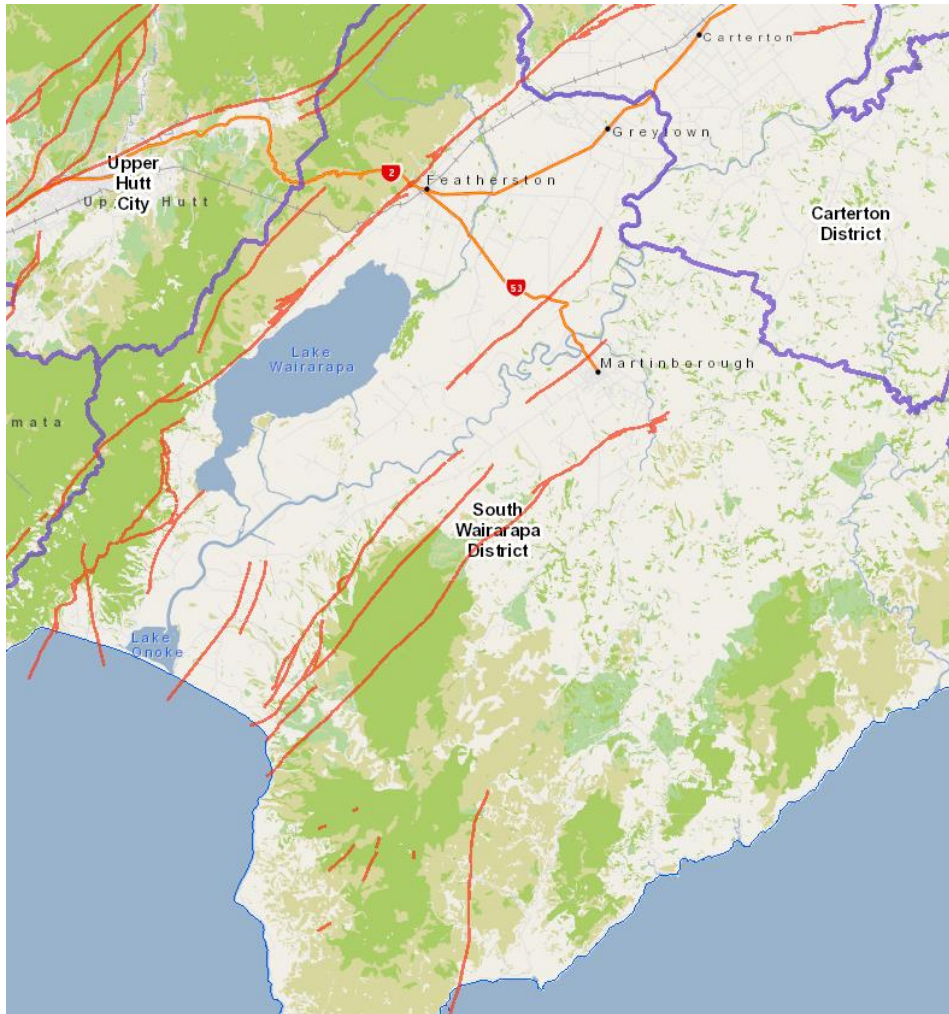 Carterton
Greytown
Upper
Hutt
City
Up
Hutt
2
Featherston
Carterton
District
53
Lake
Wairarapa
Martinborough
mata
South
Wairarapa
District
Lake
Onoke